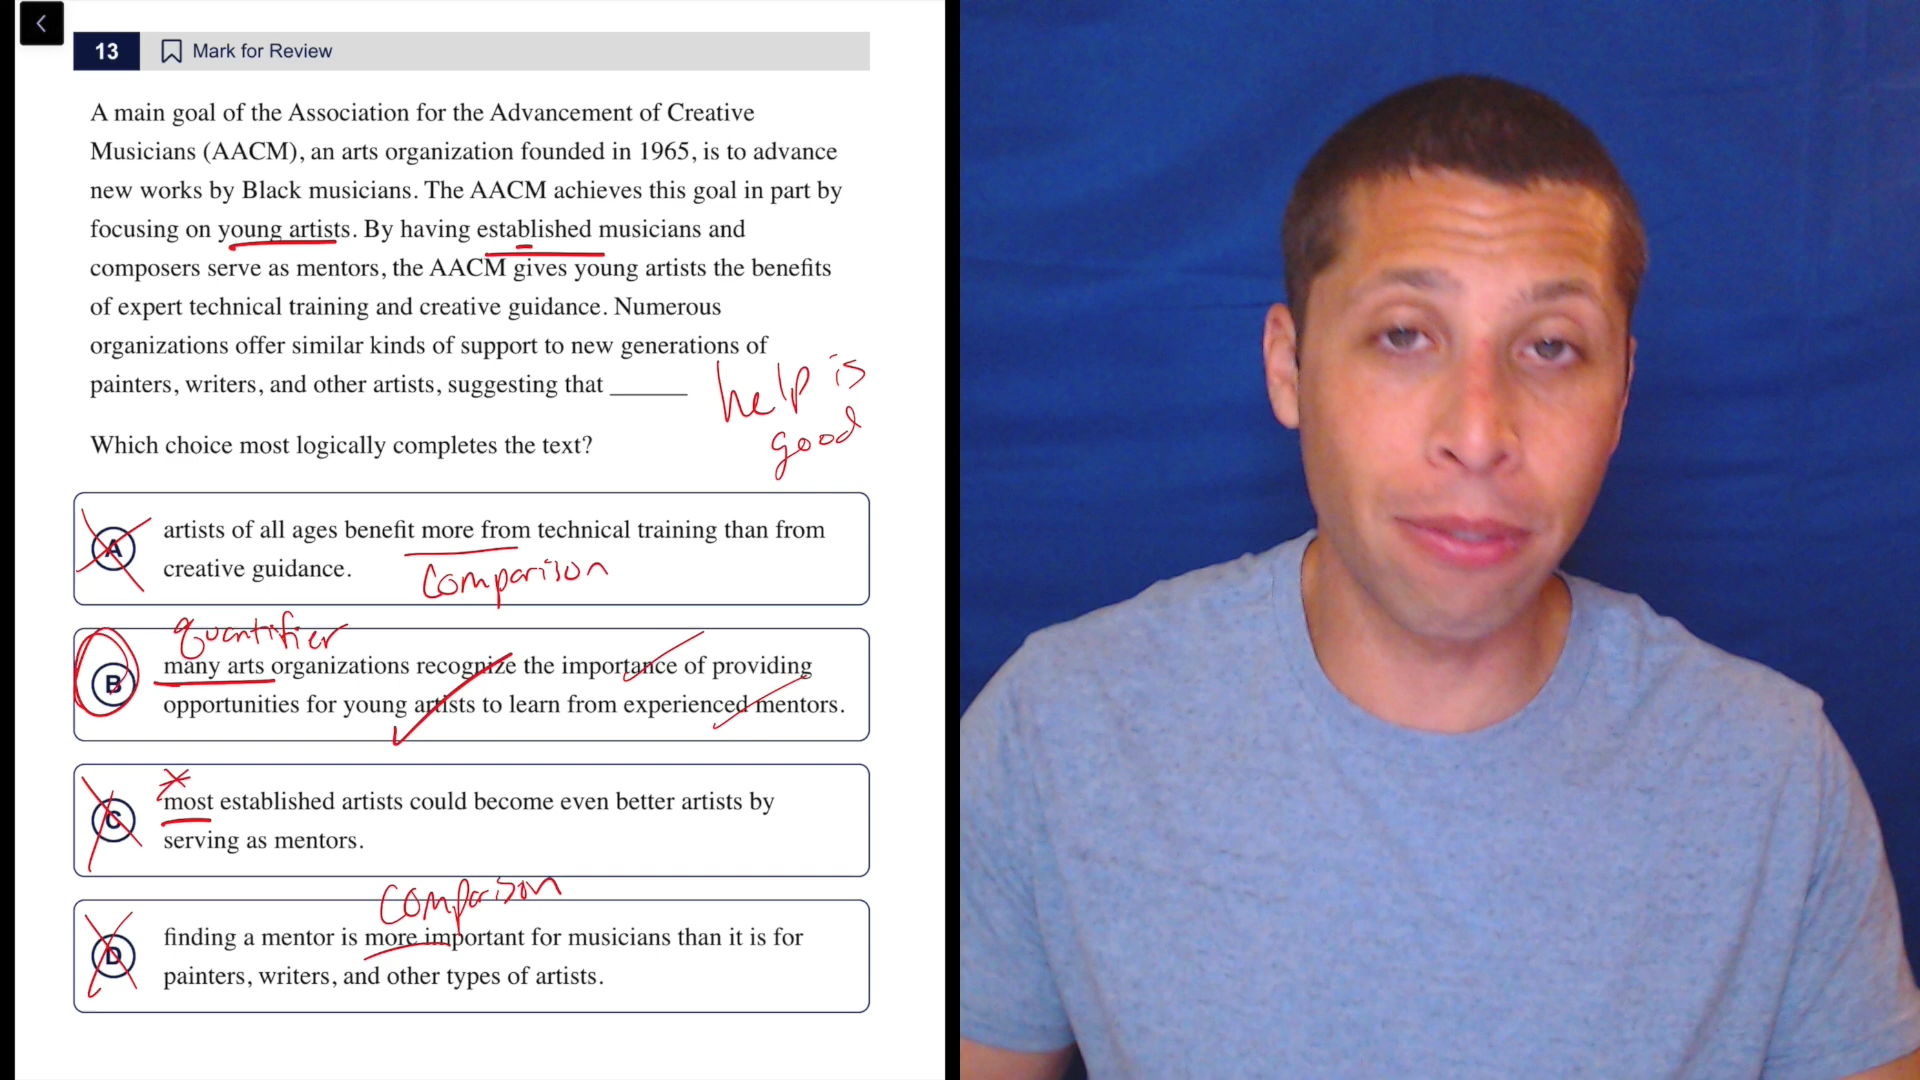 13 Mark for Review
A main goal of the Association for the Advancement of Creative
Musicians (AACM), an arts organization founded in 1965, is to advance
new works by Black musicians. The AACM achieves this goal in part by
focusing on young artists. By having established musicians and
composers serve as mentors, the AACM gives young artists the benefits
of expert technical training and creative guidance. Numerous
organizations offer similar kinds of support to new generations of
painters, writers, and other artists, suggesting that ______
help is
good
Which choice most logically completes the text?
A artists of all ages benefit more from technical training than from
creative guidance.
Comparison
quantifier
B many arts organizations recognize the importance of providing
opportunities for young artists to learn from experienced mentors.
C most established artists could become even better artists by
serving as mentors.
Comparison
D finding a mentor is more important for musicians than it is for
painters, writers, and other types of artists.